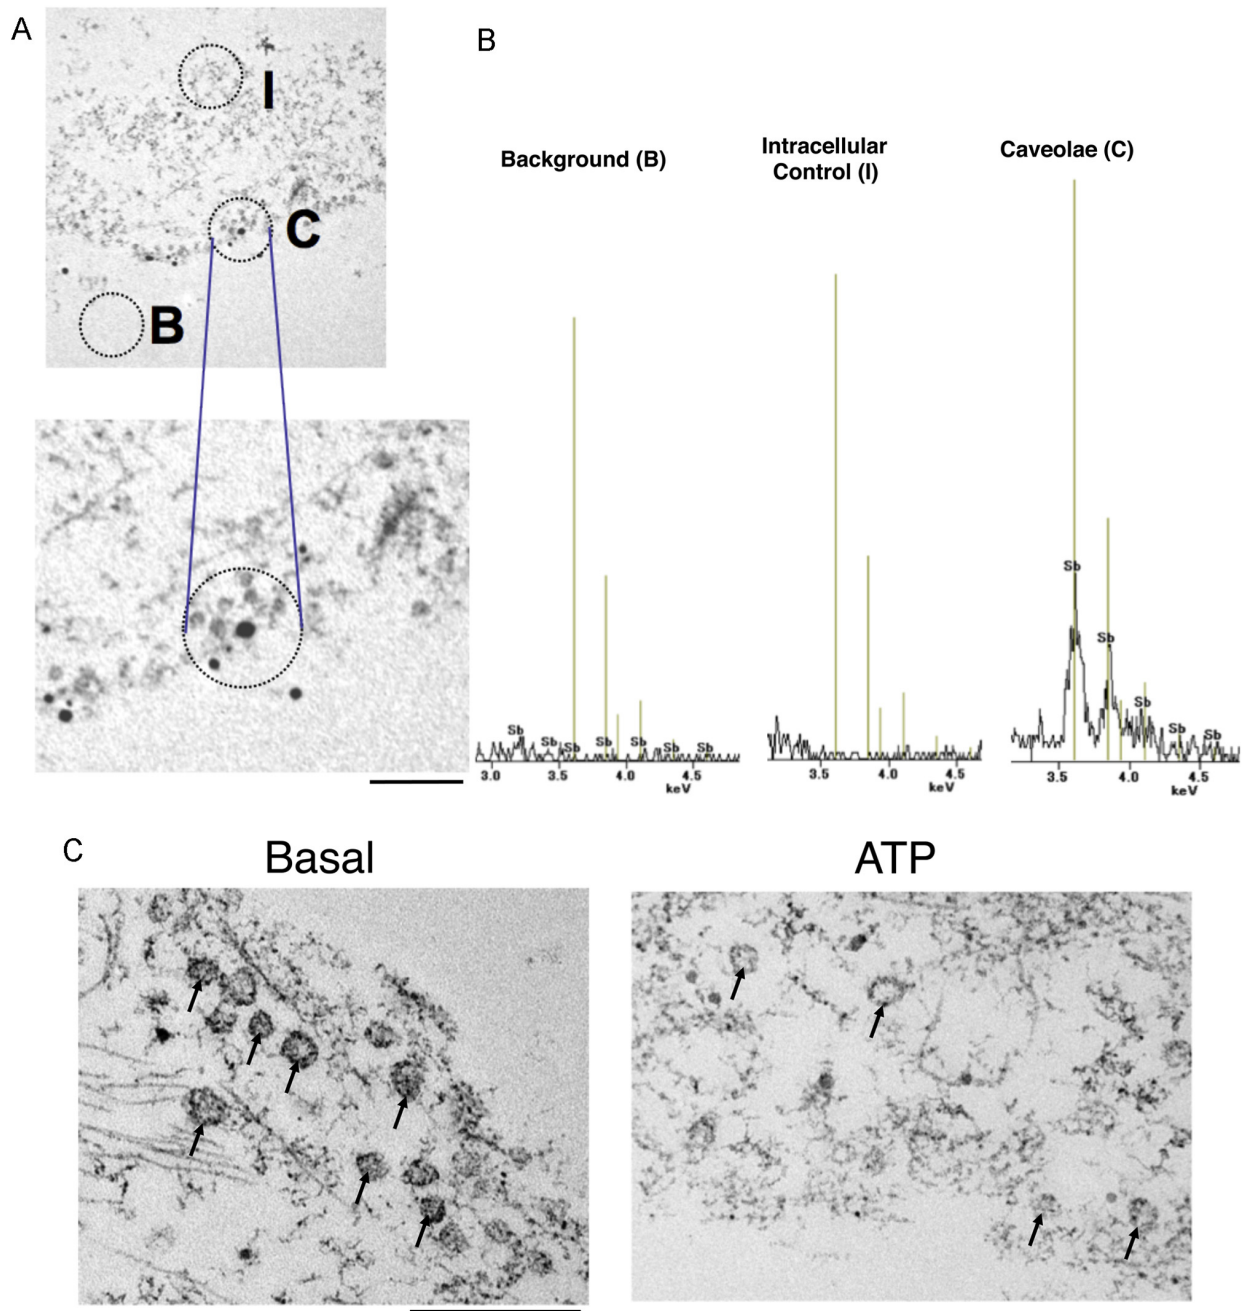 A
I
C
B
B
Background (B)
Intracellular
Control (I)
Caveolae (C)
Sb Sb Sb Sb Sb Sb Sb
3.0 3.5 4.0 4.5
keV
3.5 4.0 4.5
keV
Sb
Sb
Sb
Sb
Sb
3.5 4.0 4.5
keV
C
Basal
ATP